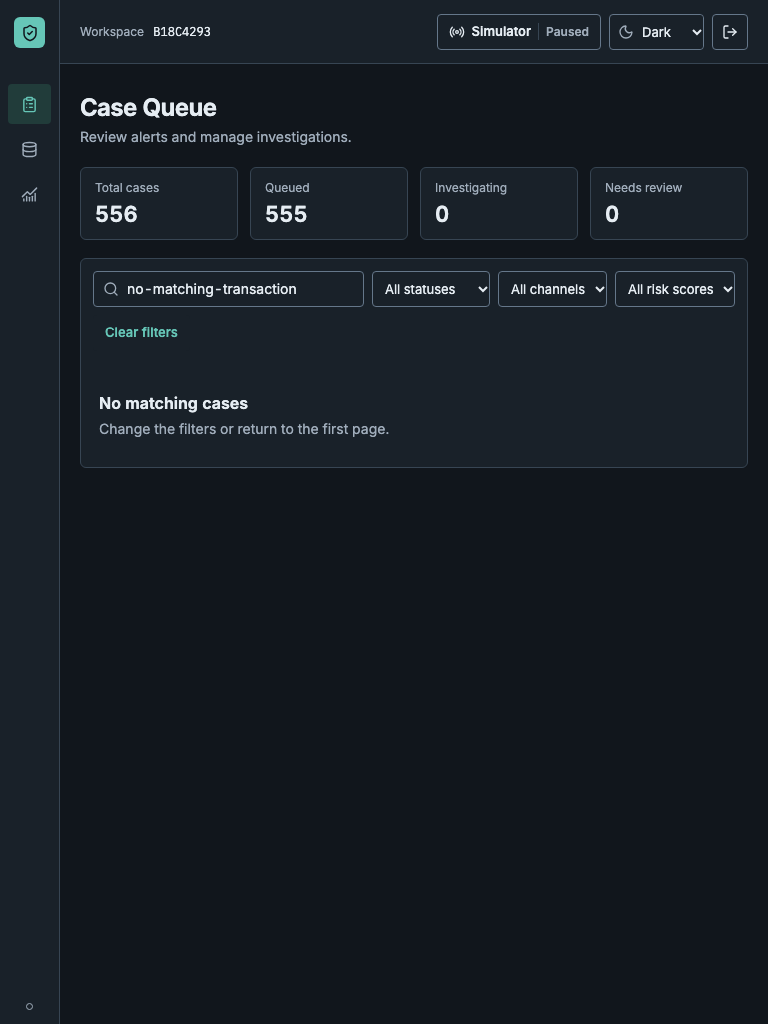 Workspace B18C4293
Simulator Paused
Dark
Case Queue
Review alerts and manage investigations.
Total cases
556
Queued
555
Investigating
0
Needs review
0
no-matching-transaction
All statuses
All channels
All risk scores
Clear filters
No matching cases
Change the filters or return to the first page.